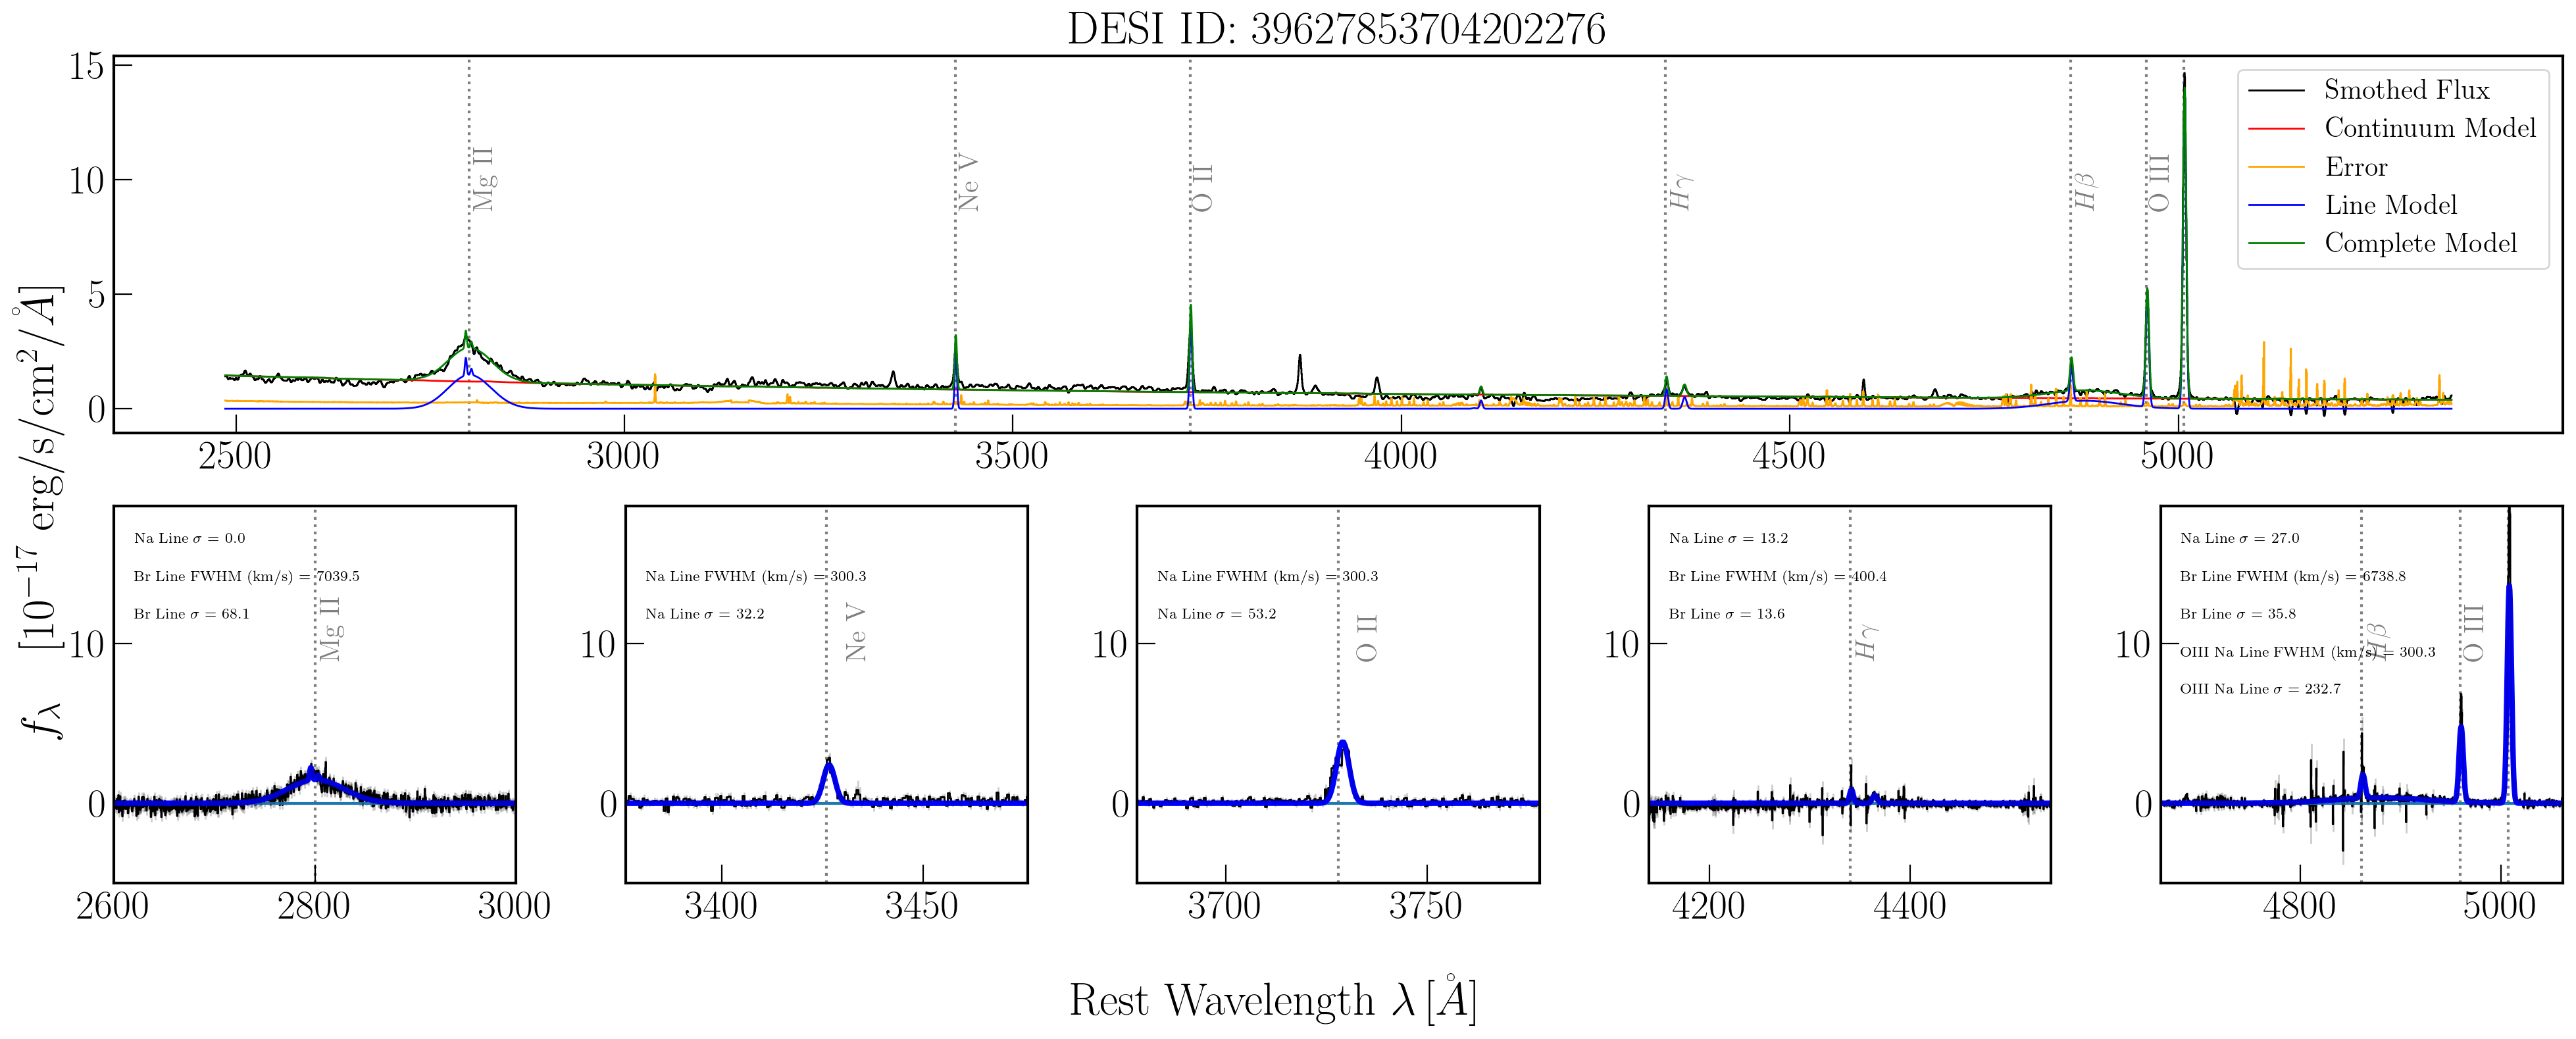 DESI ID: 39627853704202276
15
10
5
0
Mg II
Ne V
O II
Hγ
Hβ
O III
Smothed Flux
Continuum Model
Error
Line Model
Complete Model
2500 3000 3500 4000 4500 5000
f_λ [10^{-17} erg/s/cm^2/Å]
Na Line σ = 0.0
Br Line FWHM (km/s) = 7039.5
Br Line σ = 68.1
Mg II
10
0
2600 2800 3000
Na Line FWHM (km/s) = 300.3
Na Line σ = 32.2
Ne V
10
0
3400 3450
Na Line FWHM (km/s) = 300.3
Na Line σ = 53.2
O II
10
0
3700 3750
Na Line σ = 13.2
Br Line FWHM (km/s) = 400.4
Br Line σ = 13.6
Hγ
10
0
4200 4400
Na Line σ = 27.0
Br Line FWHM (km/s) = 6738.8
Br Line σ = 35.8
OIII Na Line FWHM (km/s) = 300.3
OIII Na Line σ = 232.7
Hβ
O III
10
0
4800 5000
Rest Wavelength λ [Å]